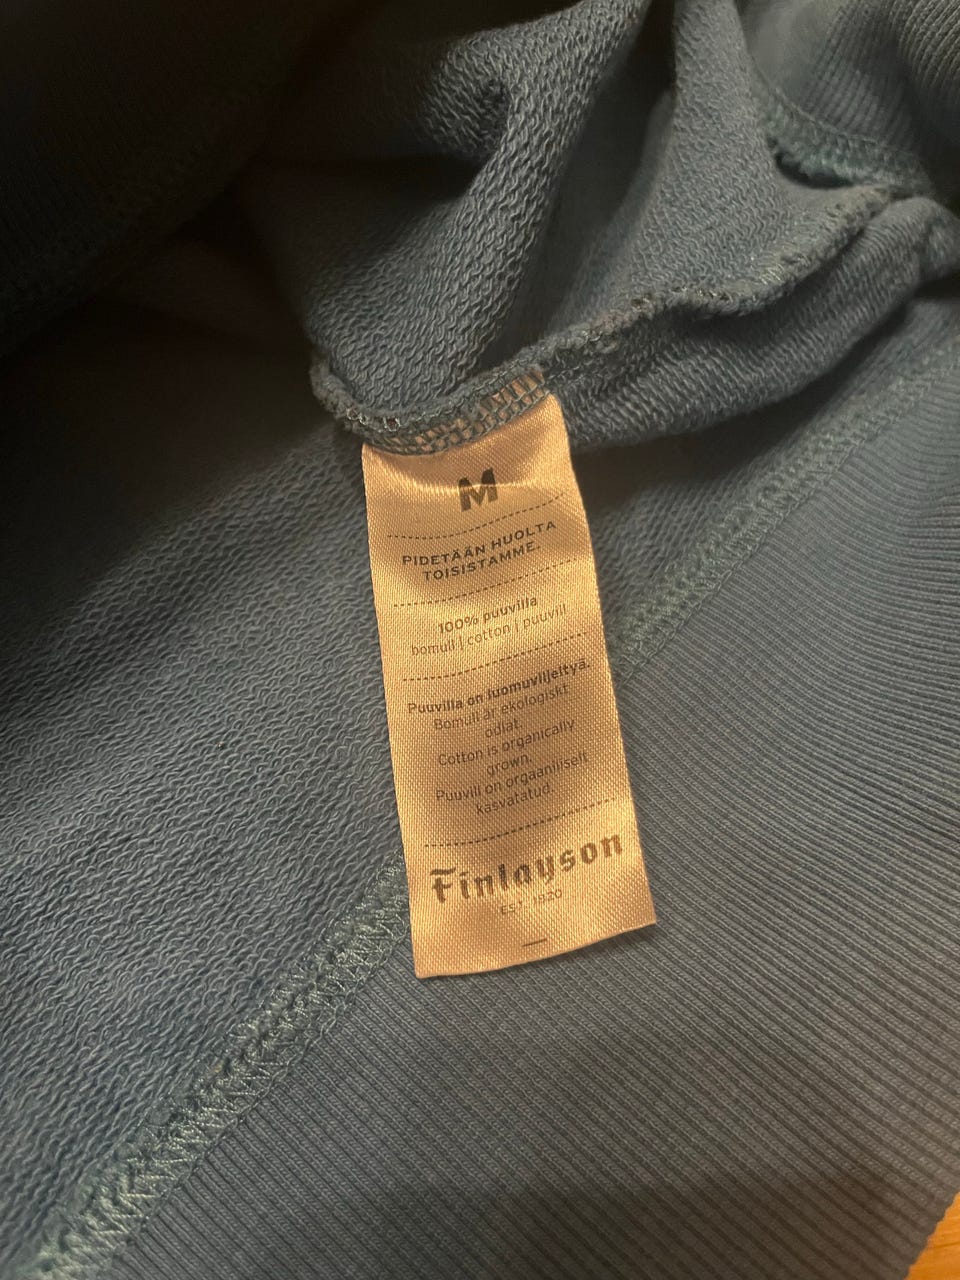 M
PIDETÄÄN HUOLTA
TOISISTAMME.
100% puuvilla
bomull | cotton | puuvill
Puuvilla on luomuviljeltyä.
Bomull är ekologiskt
odlat.
Cotton is organically
grown.
Puuvill on orgaaniliselt
kasvatatud.
Finlayson
EST. 1820